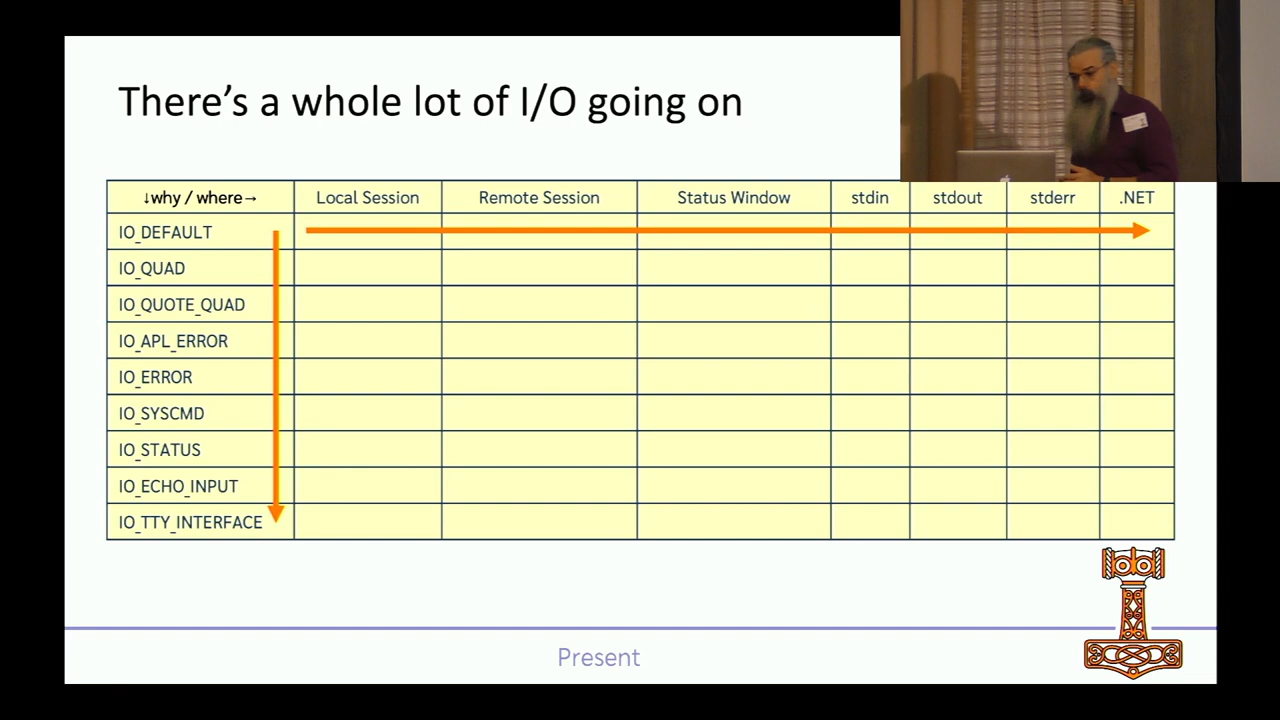 There's a whole lot of I/O going on
↓why / where→ Local Session Remote Session Status Window stdin stdout stderr .NET
IO_DEFAULT
IO_QUAD
IO_QUOTE_QUAD
IO_APL_ERROR
IO_ERROR
IO_SYSCMD
IO_STATUS
IO_ECHO_INPUT
IO_TTY_INTERFACE
Present